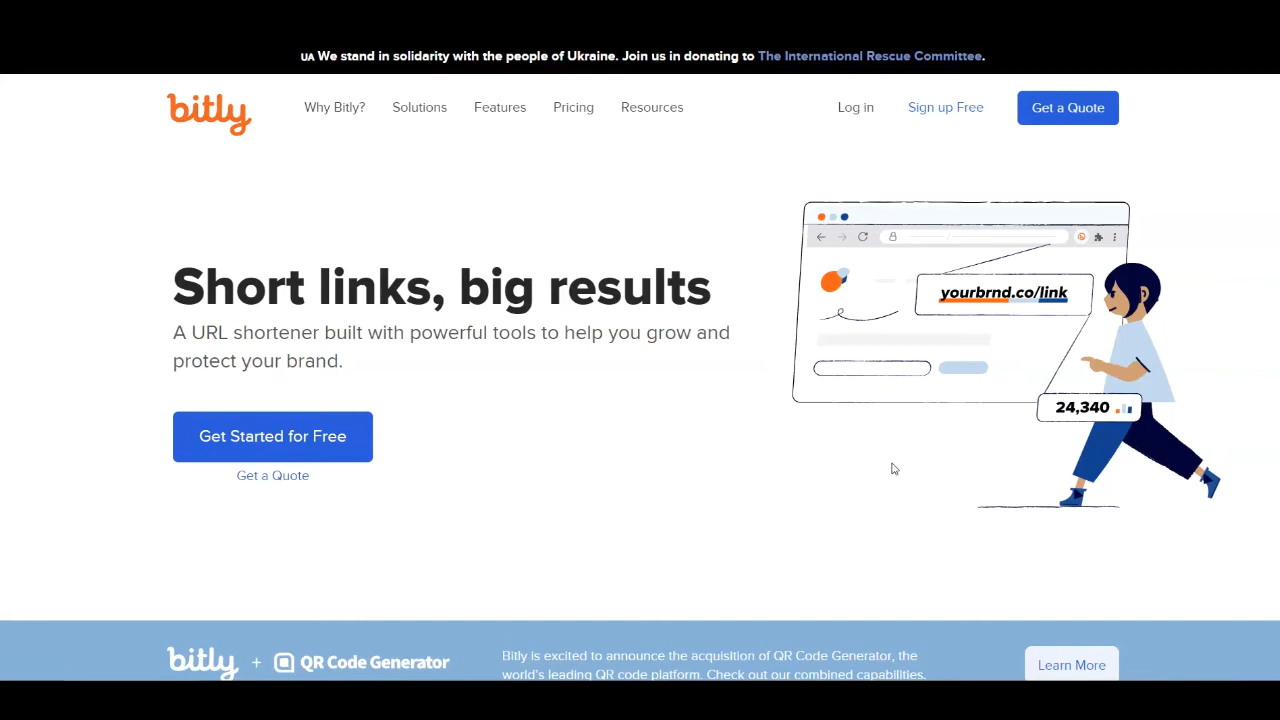 UA We stand in solidarity with the people of Ukraine. Join us in donating to The International Rescue Committee.
bitly Why Bitly? Solutions Features Pricing Resources Log in Sign up Free Get a Quote
yourbrnd.co/link
Short links, big results
A URL shortener built with powerful tools to help you grow and
protect your brand.
24,340
Get Started for Free
Get a Quote
bitly + QR Code Generator
Bitly is excited to announce the acquisition of QR Code Generator, the
world's leading QR code platform. Check out our combined capabilities.
Learn More